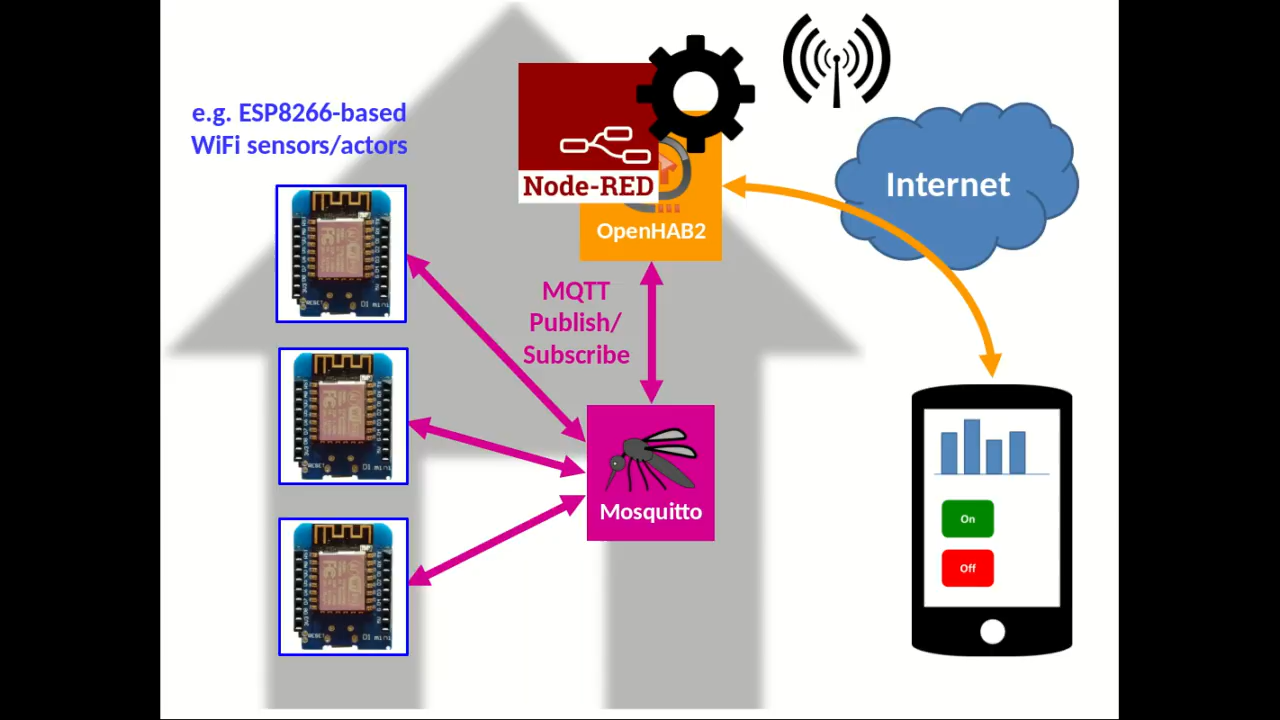 e.g. ESP8266-based
WiFi sensors/actors
Node-RED
OpenHAB2
Internet
MQTT
Publish/
Subscribe
Mosquitto
On
Off